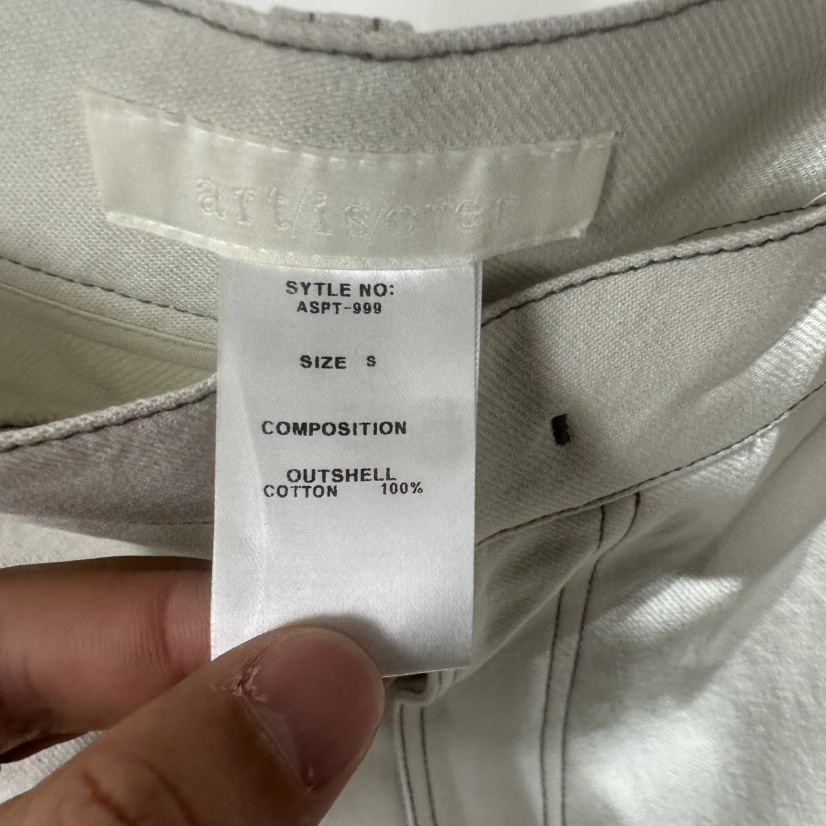 art/is/over
SYTLE NO:
ASPT-999
SIZE S
COMPOSITION
OUTSHELL
COTTON 100%